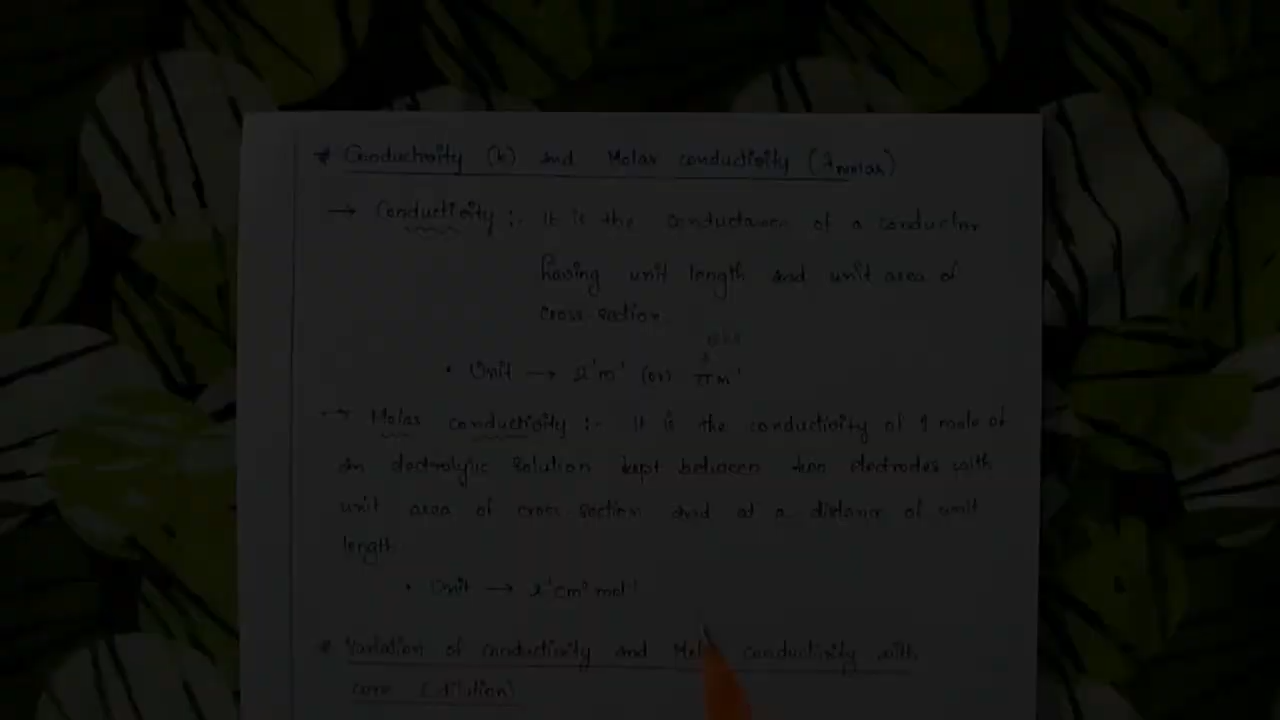 * Conductivity (k) and Molar conductivity (λmolar)
→ Conductivity :- It is the conductance of a conductor
having unit length and unit area of
cross section.
• Unit → Ω⁻¹m⁻¹ (or)
→ Molar conductivity :- It is the conductivity of 1 mole of
an electrolytic solution kept between two electrodes with
unit area of cross section and at a distance of unit
length
• Unit → Ω⁻¹cm² mol⁻¹
* Variation of conductivity and Mola conductivity with
conc (dilution)